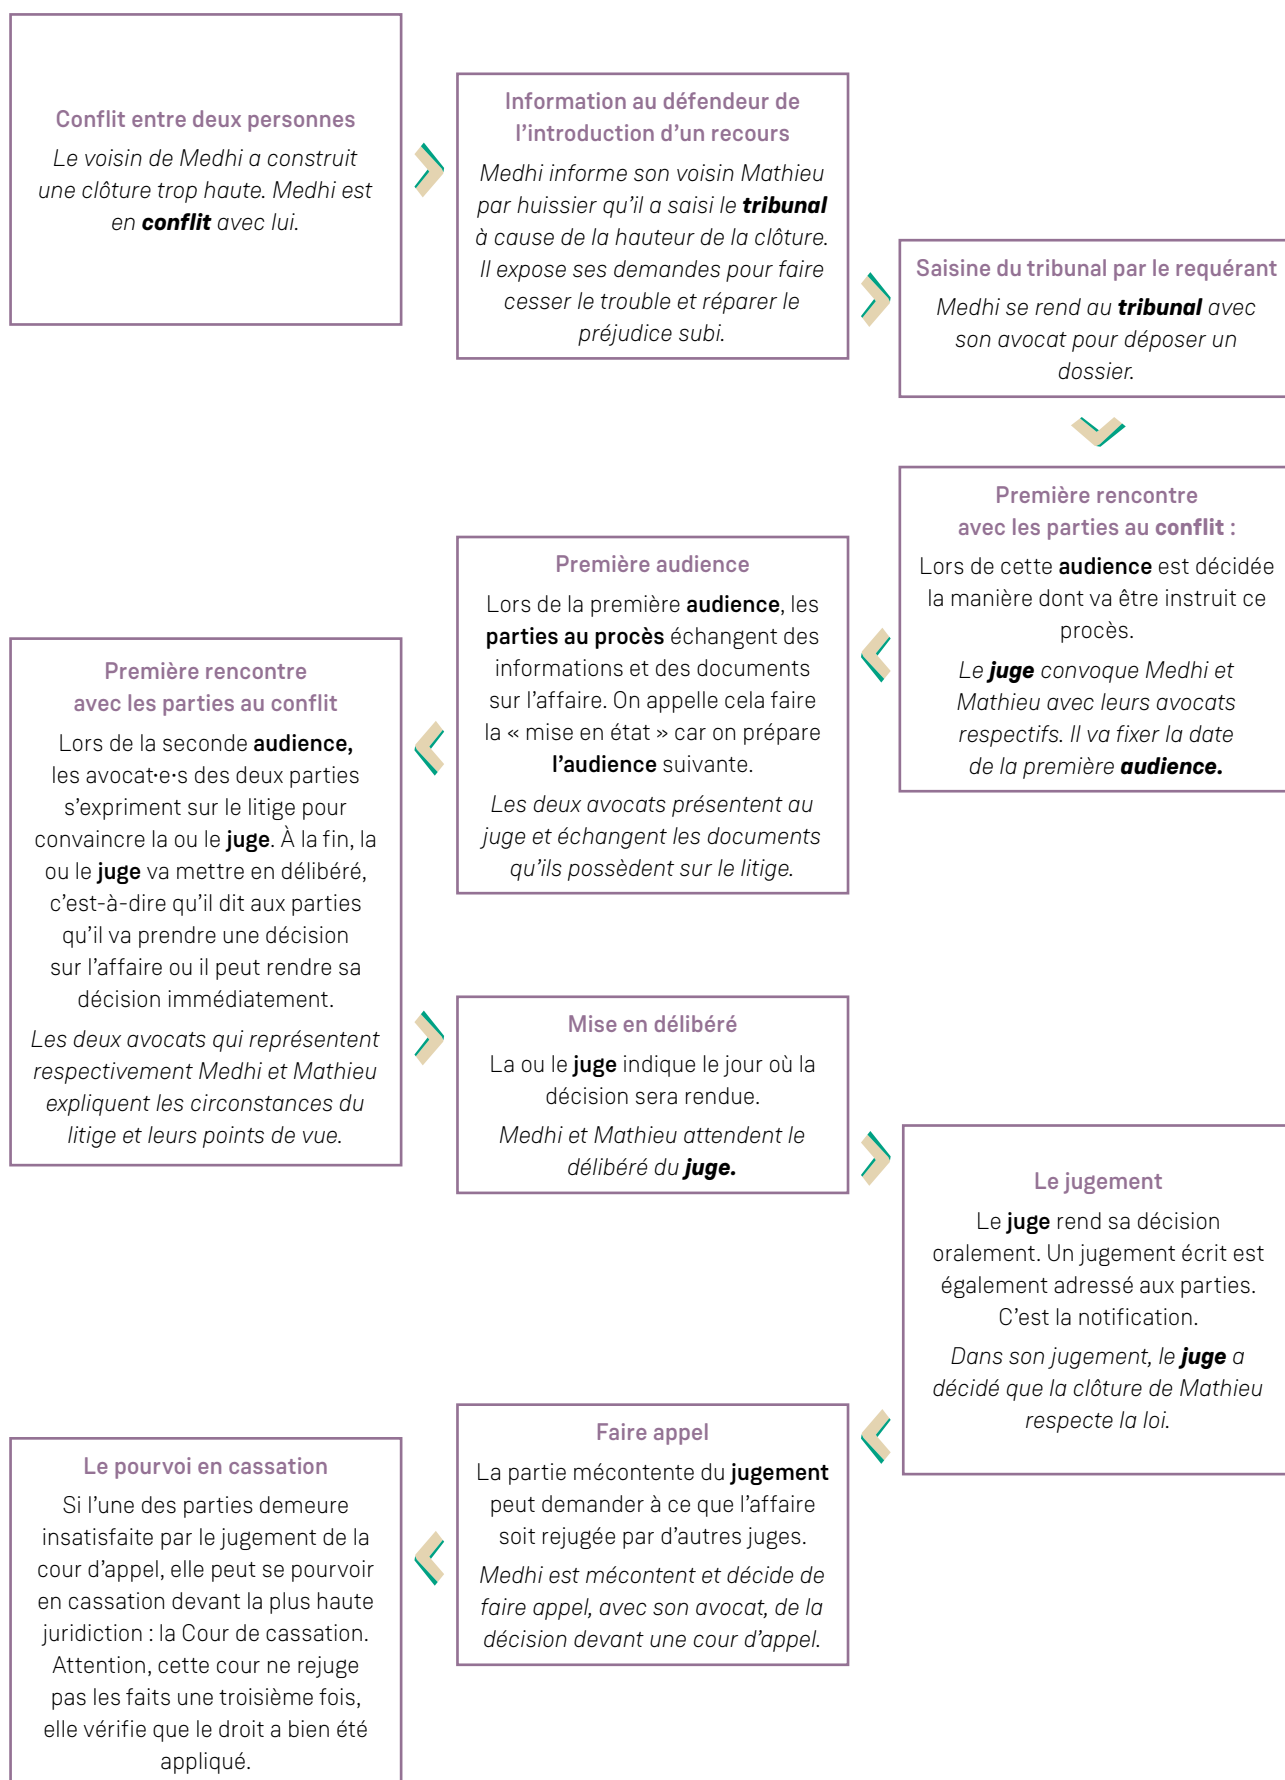 Conflit entre deux personnes
Le voisin de Medhi a construit
une clôture trop haute. Medhi est
en conflit avec lui.
Information au défendeur de
l’introduction d’un recours
Medhi informe son voisin Mathieu
par huissier qu’il a saisi le tribunal
à cause de la hauteur de la clôture.
Il expose ses demandes pour faire
cesser le trouble et réparer le
préjudice subi.
Saisine du tribunal par le requérant
Medhi se rend au tribunal avec
son avocat pour déposer un
dossier.
Première rencontre
avec les parties au conflit :
Lors de cette audience est décidée
la manière dont va être instruit ce
procès.
Le juge convoque Medhi et
Mathieu avec leurs avocats
respectifs. Il va fixer la date
de la première audience.
Première audience
Lors de la première audience, les
parties au procès échangent des
informations et des documents
sur l’affaire. On appelle cela faire
la « mise en état » car on prépare
l’audience suivante.
Les deux avocats présentent au
juge et échangent les documents
qu’ils possèdent sur le litige.
Première rencontre
avec les parties au conflit
Lors de la seconde audience,
les avocat·e·s des deux parties
s’expriment sur le litige pour
convaincre la ou le juge. À la fin, la
ou le juge va mettre en délibéré,
c’est-à-dire qu’il dit aux parties
qu’il va prendre une décision
sur l’affaire ou il peut rendre sa
décision immédiatement.
Les deux avocats qui représentent
respectivement Medhi et Mathieu
expliquent les circonstances du
litige et leurs points de vue.
Mise en délibéré
La ou le juge indique le jour où la
décision sera rendue.
Medhi et Mathieu attendent le
délibéré du juge.
Le jugement
Le juge rend sa décision
oralement. Un jugement écrit est
également adressé aux parties.
C’est la notification.
Dans son jugement, le juge a
décidé que la clôture de Mathieu
respecte la loi.
Faire appel
La partie mécontente du jugement
peut demander à ce que l’affaire
soit rejugée par d’autres juges.
Medhi est mécontent et décide de
faire appel, avec son avocat, de la
décision devant une cour d’appel.
Le pourvoi en cassation
Si l’une des parties demeure
insatisfaite par le jugement de la
cour d’appel, elle peut se pourvoir
en cassation devant la plus haute
juridiction : la Cour de cassation.
Attention, cette cour ne rejuge
pas les faits une troisième fois,
elle vérifie que le droit a bien été
appliqué.